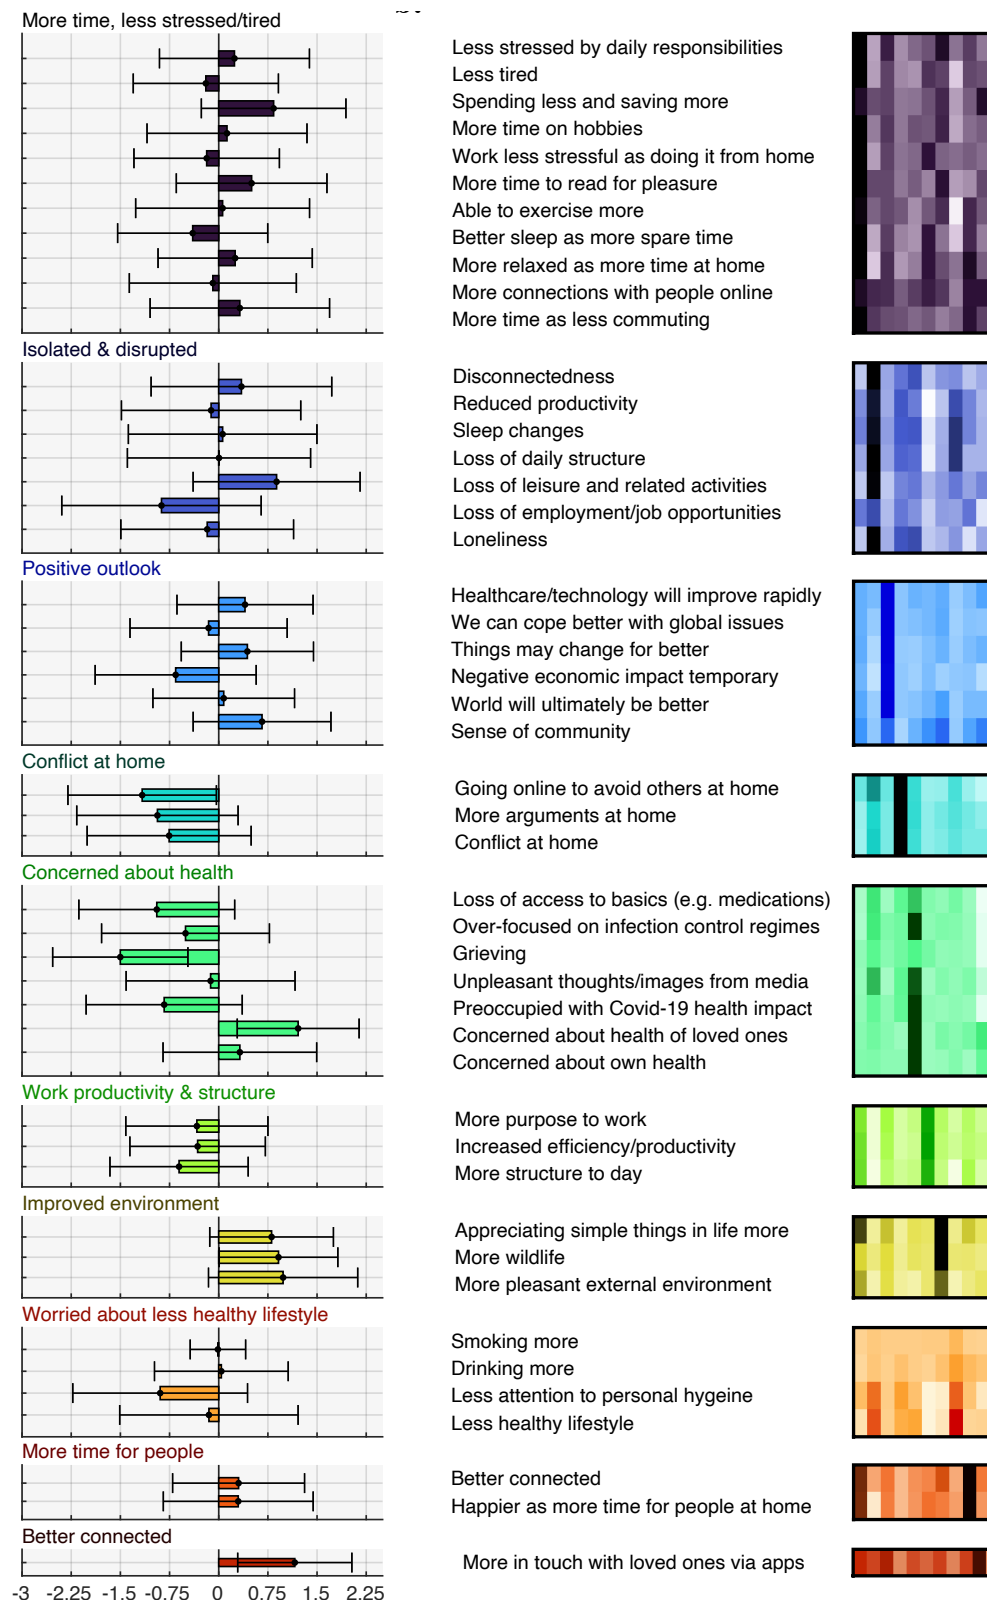 More time, less stressed/tired
Less stressed by daily responsibilities
Less tired
Spending less and saving more
More time on hobbies
Work less stressful as doing it from home
More time to read for pleasure
Able to exercise more
Better sleep as more spare time
More relaxed as more time at home
More connections with people online
More time as less commuting
Isolated & disrupted
Disconnectedness
Reduced productivity
Sleep changes
Loss of daily structure
Loss of leisure and related activities
Loss of employment/job opportunities
Loneliness
Positive outlook
Healthcare/technology will improve rapidly
We can cope better with global issues
Things may change for better
Negative economic impact temporary
World will ultimately be better
Sense of community
Conflict at home
Going online to avoid others at home
More arguments at home
Conflict at home
Concerned about health
Loss of access to basics (e.g. medications)
Over-focused on infection control regimes
Grieving
Unpleasant thoughts/images from media
Preoccupied with Covid-19 health impact
Concerned about health of loved ones
Concerned about own health
Work productivity & structure
More purpose to work
Increased efficiency/productivity
More structure to day
Improved environment
Appreciating simple things in life more
More wildlife
More pleasant external environment
Worried about less healthy lifestyle
Smoking more
Drinking more
Less attention to personal hygeine
Less healthy lifestyle
More time for people
Better connected
Happier as more time for people at home
Better connected
More in touch with loved ones via apps
-3 -2.25 -1.5 -0.75 0 0.75 1.5 2.25